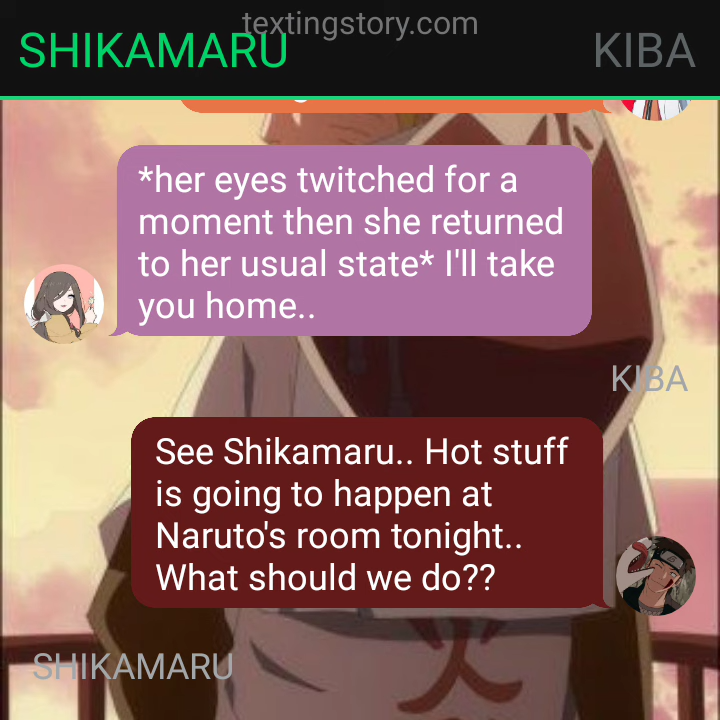 textingstory.com
SHIKAMARU
KIBA
*her eyes twitched for a
moment then she returned
to her usual state* I'll take
you home..
KIBA
See Shikamaru.. Hot stuff
is going to happen at
Naruto's room tonight..
What should we do??
SHIKAMARU
火